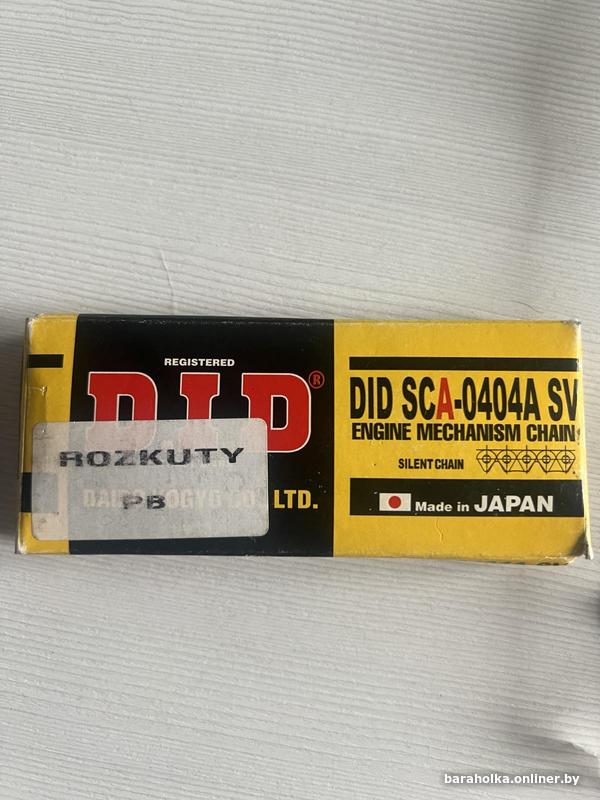 REGISTERED
D.I.D®
ROZKUTY
PB
LTD.
DID SCA-0404A SV
ENGINE MECHANISM CHAIN
SILENT CHAIN
Made in JAPAN
baraholka.onliner.by